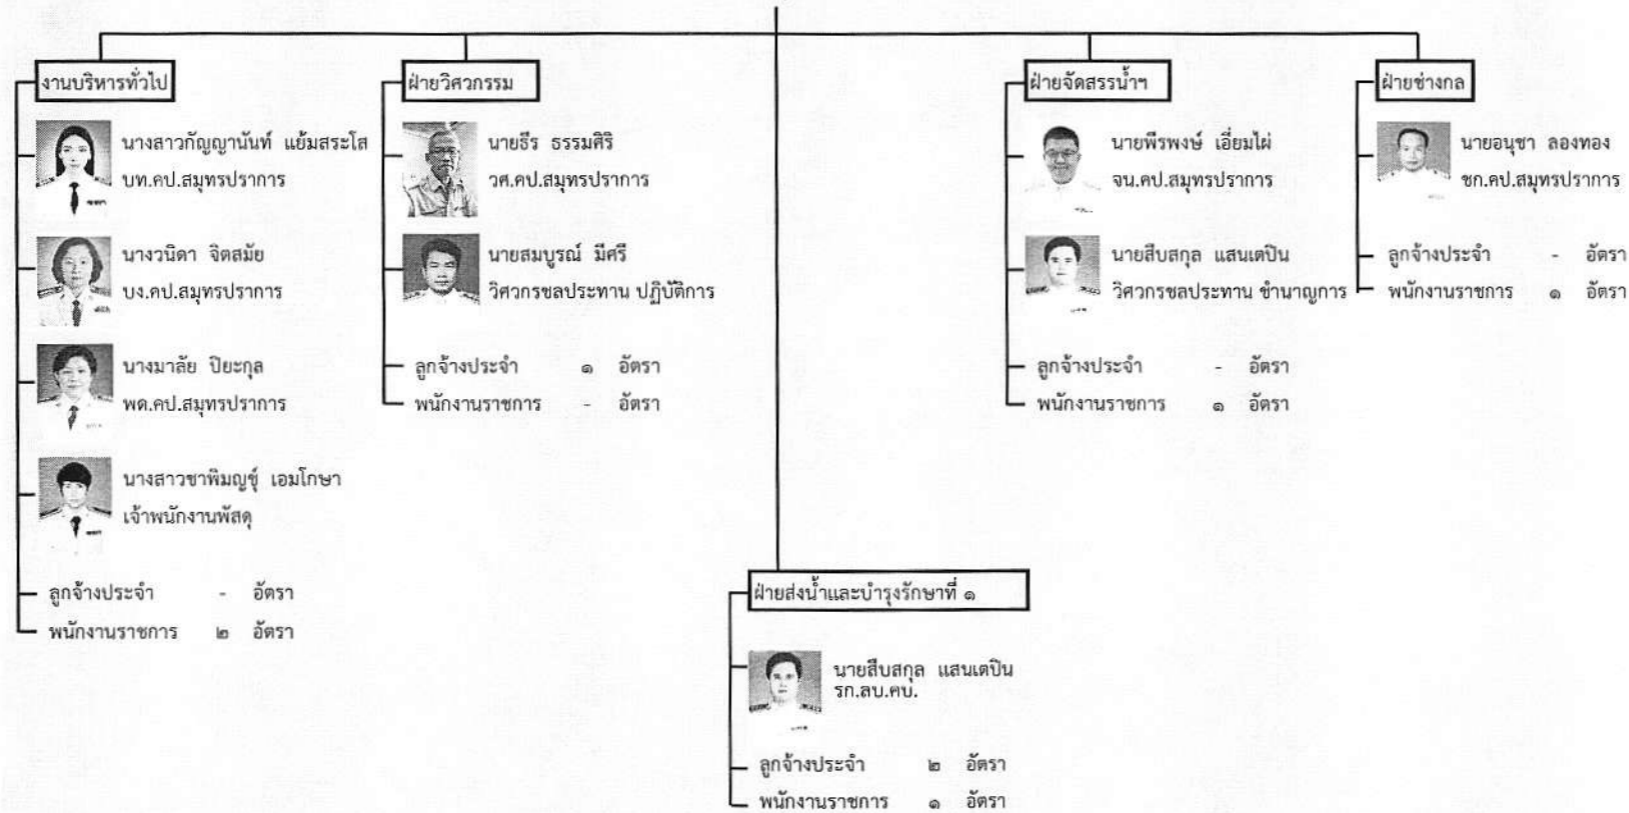 งานบริหารทั่วไป
นางสาวกัญญานันท์ แย้มสระโส
บท.คป.สมุทรปราการ
นางวนิดา จิตสมัย
บง.คป.สมุทรปราการ
นางมาลัย ปิยะกุล
พด.คป.สมุทรปราการ
นางสาวชาพิมญชุ์ เอมโกษา
เจ้าพนักงานพัสดุ
ลูกจ้างประจำ - อัตรา
พนักงานราชการ ๒ อัตรา
ฝ่ายวิศวกรรม
นายธีร ธรรมศิริ
วศ.คป.สมุทรปราการ
นายสมบูรณ์ มีศรี
วิศวกรชลประทาน ปฏิบัติการ
ลูกจ้างประจำ ๑ อัตรา
พนักงานราชการ - อัตรา
ฝ่ายส่งน้ำและบำรุงรักษาที่ ๑
นายสืบสกุล แสนเตปิน
รก.ลบ.คบ.
ลูกจ้างประจำ ๒ อัตรา
พนักงานราชการ ๑ อัตรา
ฝ่ายจัดสรรน้ำฯ
นายพีรพงษ์ เอี่ยมไผ่
จน.คป.สมุทรปราการ
นายสืบสกุล แสนเตปิน
วิศวกรชลประทาน ชำนาญการ
ลูกจ้างประจำ - อัตรา
พนักงานราชการ ๑ อัตรา
ฝ่ายช่างกล
นายอนุชา ลองทอง
ชก.คป.สมุทรปราการ
ลูกจ้างประจำ - อัตรา
พนักงานราชการ ๑ อัตรา